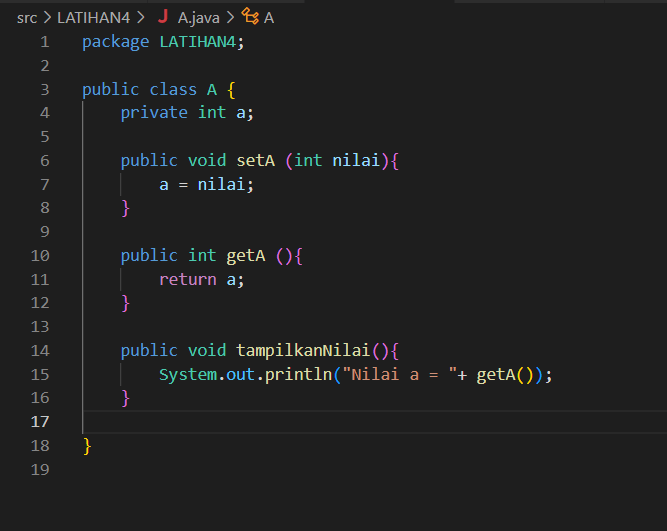 src > LATIHAN4 > J A.java > A
1 package LATIHAN4;
2
3 public class A {
4 private int a;
5
6 public void setA (int nilai){
7 a = nilai;
8 }
9
10 public int getA (){
11 return a;
12 }
13
14 public void tampilkanNilai(){
15 System.out.println("Nilai a = "+ getA());
16 }
17
18 }
19